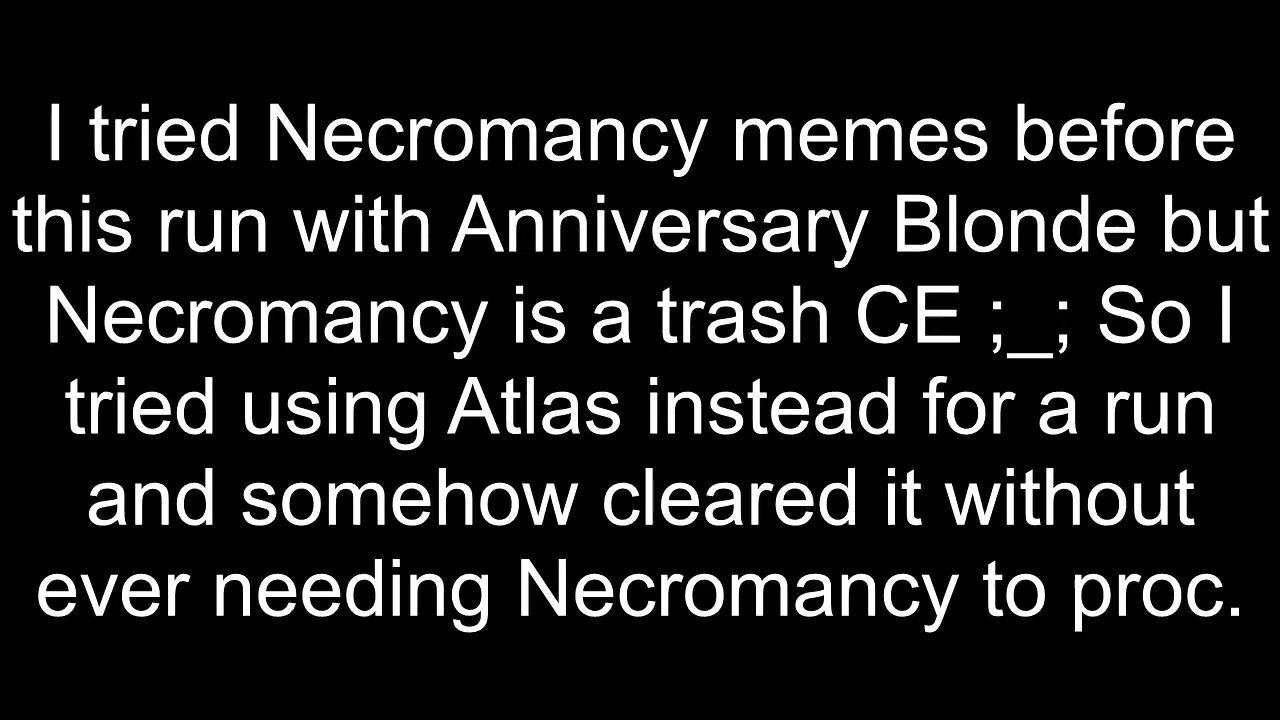 I tried Necromancy memes before
this run with Anniversary Blonde but
Necromancy is a trash CE ;_; So I
tried using Atlas instead for a run
and somehow cleared it without
ever needing Necromancy to proc.